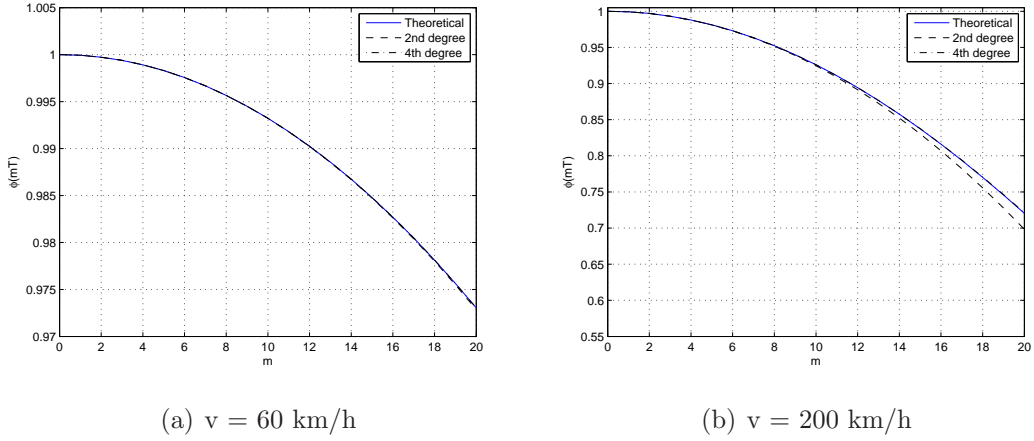 1.005
1
0.995
0.99
0.985
0.98
0.975
0.97
ϕ(mT)
0 2 4 6 8 10 12 14 16 18 20
m
Theoretical
2nd degree
4th degree
(a) v = 60 km/h
1
0.95
0.9
0.85
0.8
0.75
0.7
0.65
0.6
0.55
ϕ(mT)
0 2 4 6 8 10 12 14 16 18 20
m
Theoretical
2nd degree
4th degree
(b) v = 200 km/h